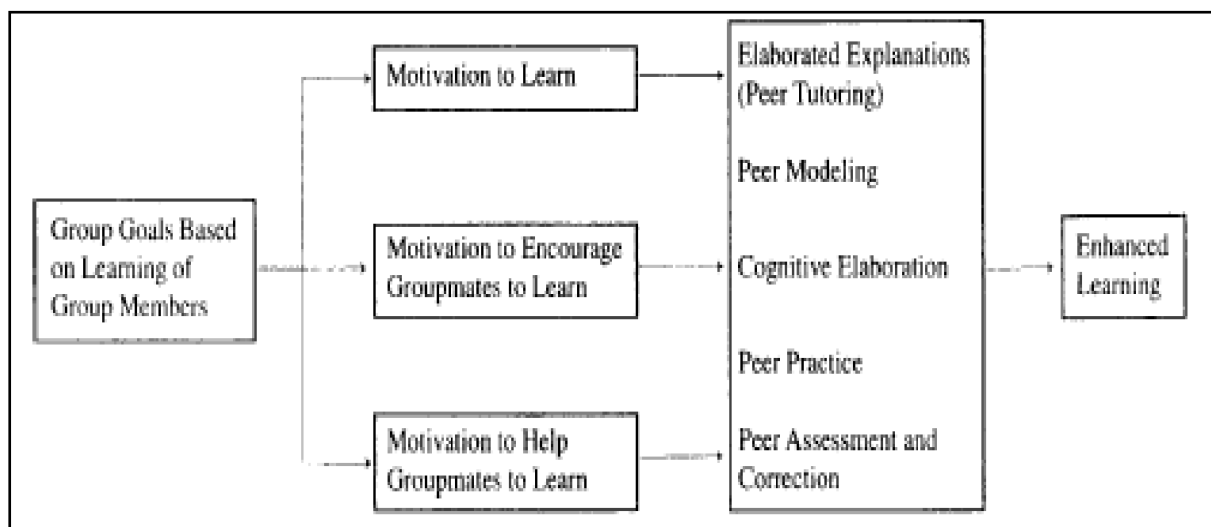 Group Goals Based
on Learning of
Group Members
Motivation to Learn
Motivation to Encourage
Groupmates to Learn
Motivation to Help
Groupmates to Learn
Elaborated Explanations
(Peer Tutoring)
Peer Modeling
Cognitive Elaboration
Peer Practice
Peer Assessment and
Correction
Enhanced
Learning